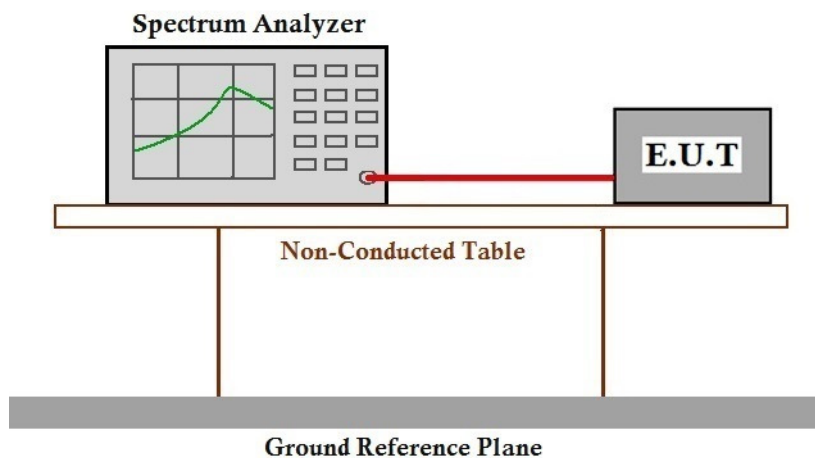 Spectrum Analyzer
E.U.T
Non-Conducted Table
Ground Reference Plane